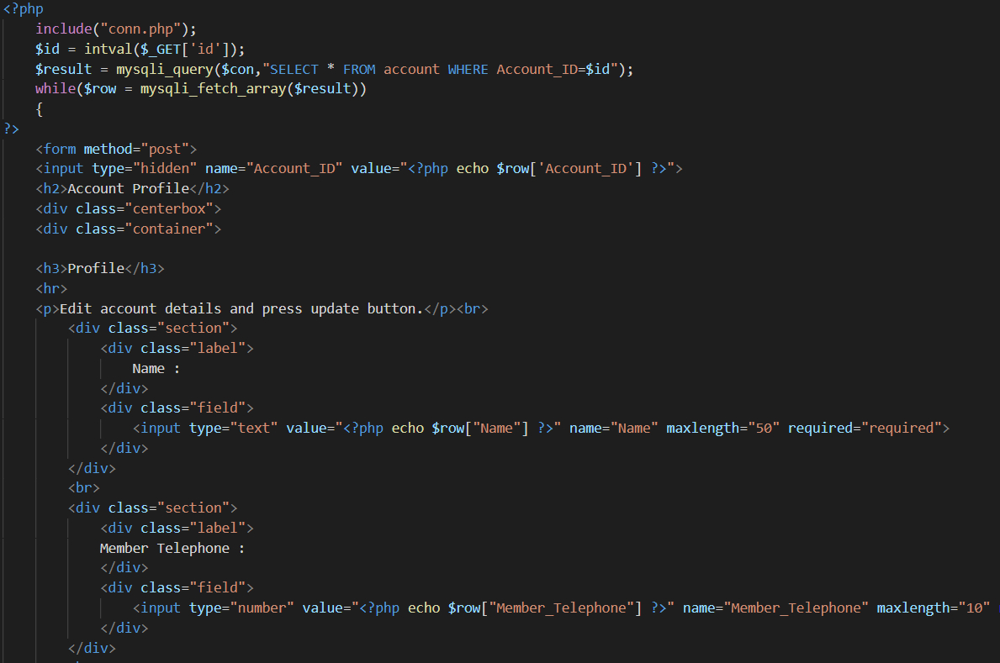 <?php
include("conn.php");
$id = intval($_GET['id']);
$result = mysqli_query($con,"SELECT * FROM account WHERE Account_ID=$id");
while($row = mysqli_fetch_array($result))
{
?>
<form method="post">
<input type="hidden" name="Account_ID" value="<?php echo $row['Account_ID'] ?>">
<h2>Account Profile</h2>
<div class="centerbox">
<div class="container">
<h3>Profile</h3>
<hr>
<p>Edit account details and press update button.</p><br>
<div class="section">
<div class="label">
Name :
</div>
<div class="field">
<input type="text" value="<?php echo $row["Name"] ?>" name="Name" maxlength="50" required="required">
</div>
</div>
<br>
<div class="section">
<div class="label">
Member Telephone :
</div>
<div class="field">
<input type="number" value="<?php echo $row["Member_Telephone"] ?>" name="Member_Telephone" maxlength="10"
</div>
</div>